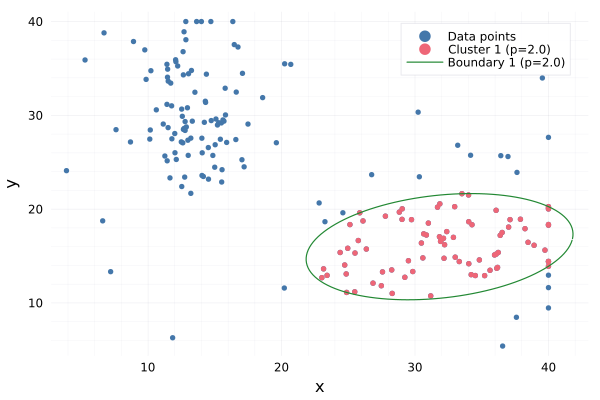 40
Data points
Cluster 1 (p=2.0)
Boundary 1 (p=2.0)
30
y
20
10
10 20 30 40
x